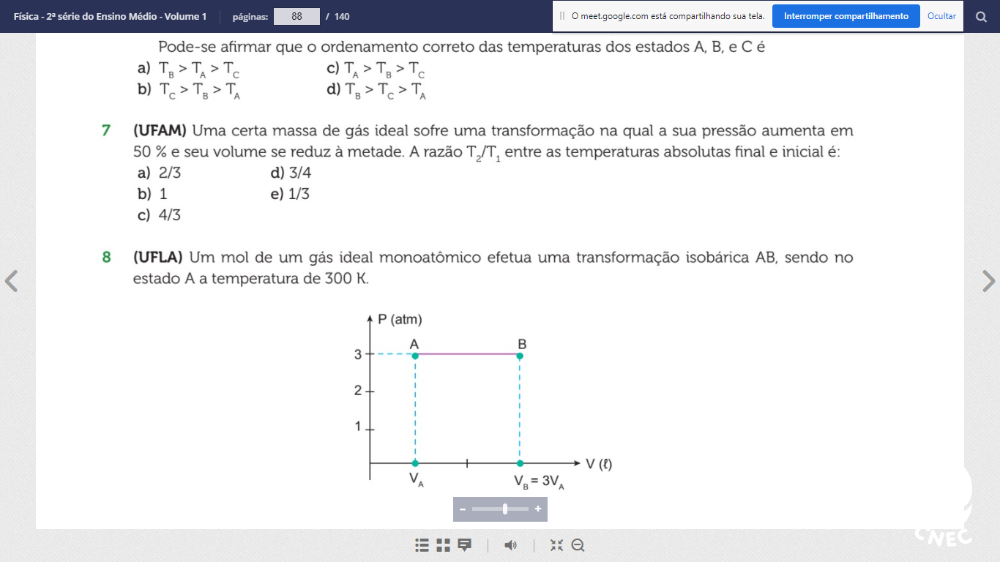 Física - 2ª série do Ensino Médio - Volume 1 páginas: 88 / 140
O meet.google.com está compartilhando sua tela. Interromper compartilhamento Ocultar
Pode-se afirmar que o ordenamento correto das temperaturas dos estados A, B, e C é
a) T_B > T_A > T_C c) T_A > T_B > T_C
b) T_C > T_B > T_A d) T_B > T_C > T_A
7 (UFAM) Uma certa massa de gás ideal sofre uma transformação na qual a sua pressão aumenta em
50 % e seu volume se reduz à metade. A razão T₂/T₁ entre as temperaturas absolutas final e inicial é:
a) 2/3 d) 3/4
b) 1 e) 1/3
c) 4/3
8 (UFLA) Um mol de um gás ideal monoatômico efetua uma transformação isobárica AB, sendo no
estado A a temperatura de 300 K.
P (atm)
A B
3
2
1
V (ℓ)
V_A V_B = 3V_A
CNEC